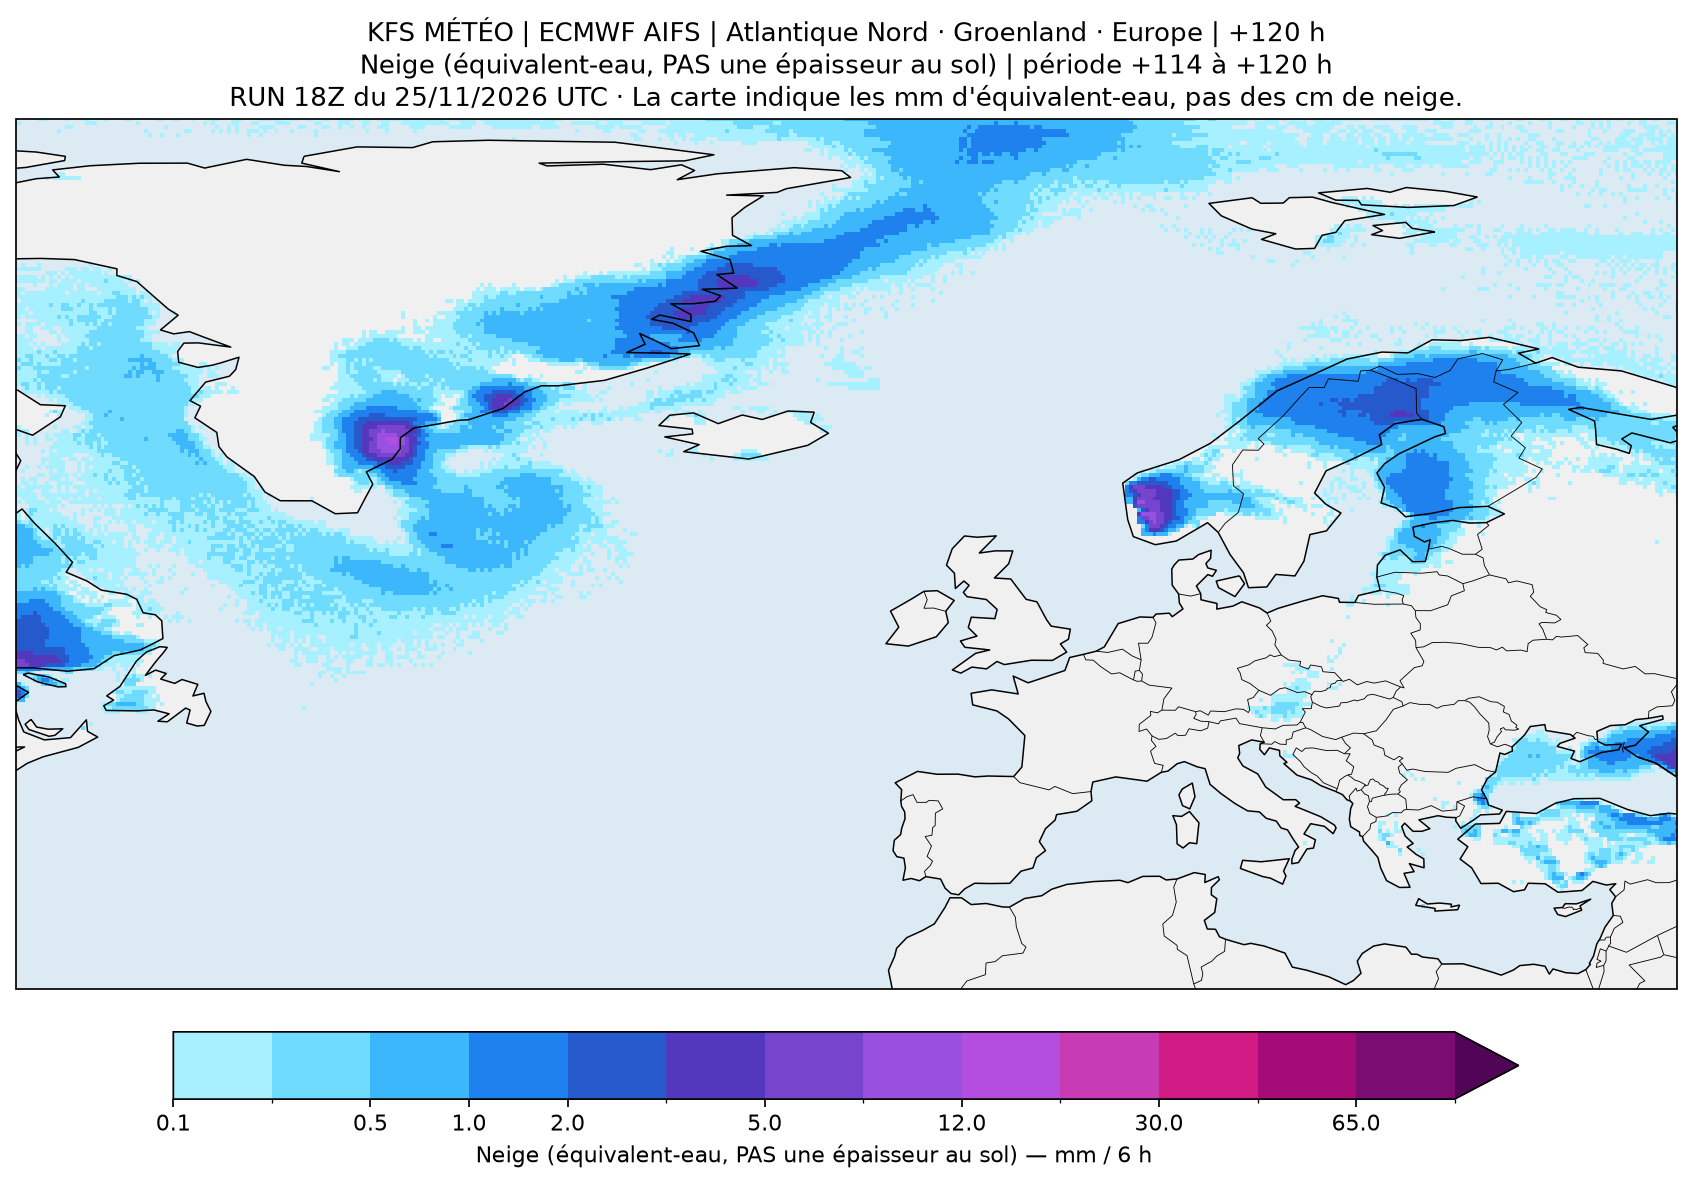 KFS MÉTÉO | ECMWF AIFS | Atlantique Nord · Groenland · Europe | +120 h
Neige (équivalent-eau, PAS une épaisseur au sol) | période +114 à +120 h
RUN 18Z du 25/11/2026 UTC · La carte indique les mm d'équivalent-eau, pas des cm de neige.
0.1 0.5 1.0 2.0 5.0 12.0 30.0 65.0
Neige (équivalent-eau, PAS une épaisseur au sol) — mm / 6 h